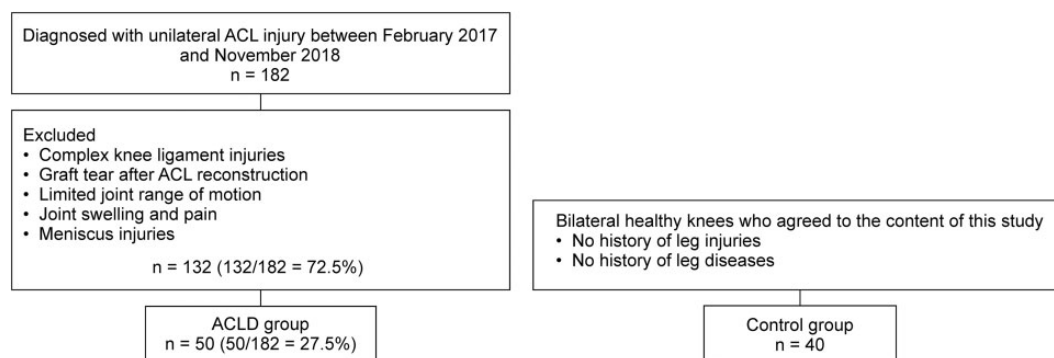 Diagnosed with unilateral ACL injury between February 2017
and November 2018
n = 182
Excluded
• Complex knee ligament injuries
• Graft tear after ACL reconstruction
• Limited joint range of motion
• Joint swelling and pain
• Meniscus injuries
n = 132 (132/182 = 72.5%)
ACLD group
n = 50 (50/182 = 27.5%)
Bilateral healthy knees who agreed to the content of this study
• No history of leg injuries
• No history of leg diseases
Control group
n = 40